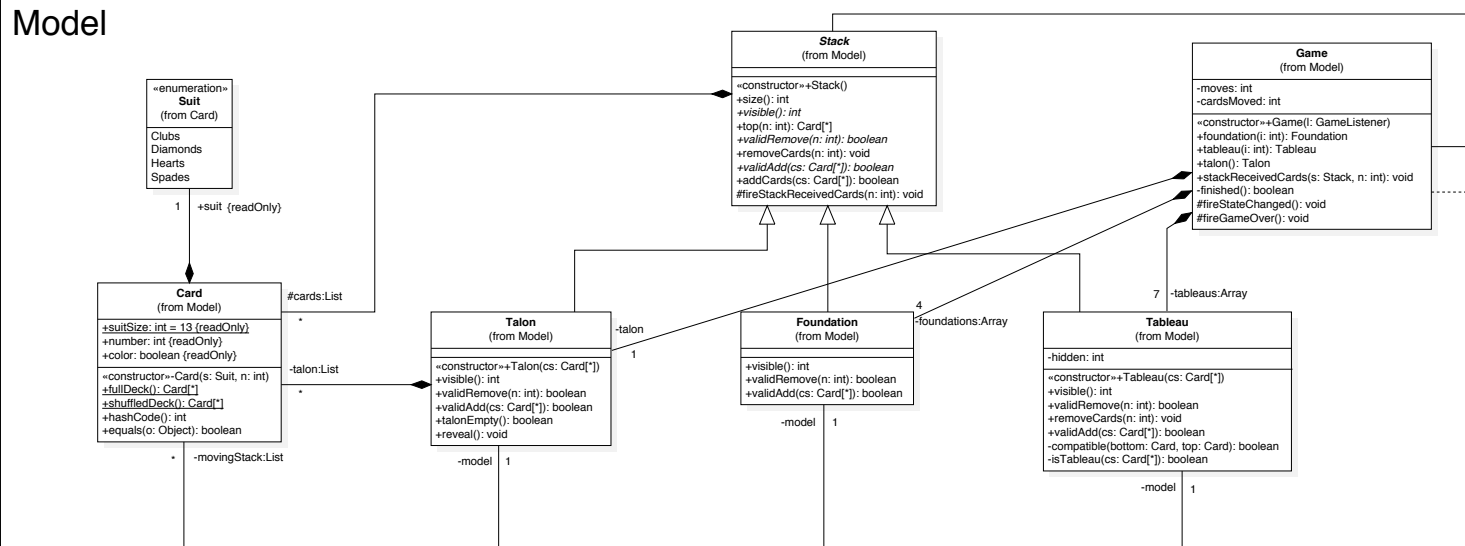 Model
«enumeration»
Suit
(from Card)
Clubs
Diamonds
Hearts
Spades
1
+suit {readOnly}
Card
(from Model)
+suitSize: int = 13 {readOnly}
+number: int {readOnly}
+color: boolean {readOnly}
«constructor»-Card(s: Suit, n: int)
+fullDeck(): Card[*]
+shuffledDeck(): Card[*]
+hashCode(): int
+equals(o: Object): boolean
#cards:List
*
-talon:List
*
* -movingStack:List
Stack
(from Model)
«constructor»+Stack()
+size(): int
+visible(): int
+top(n: int): Card[*]
+validRemove(n: int): boolean
+removeCards(n: int): void
+validAdd(cs: Card[*]): boolean
+addCards(cs: Card[*]): boolean
#fireStackReceivedCards(n: int): void
Game
(from Model)
-moves: int
-cardsMoved: int
«constructor»+Game(l: GameListener)
+foundation(i: int): Foundation
+tableau(i: int): Tableau
+talon(): Talon
+stackReceivedCards(s: Stack, n: int): void
-finished(): boolean
#fireStateChanged(): void
#fireGameOver(): void
Talon
(from Model)
«constructor»+Talon(cs: Card[*])
+visible(): int
+validRemove(n: int): boolean
+validAdd(cs: Card[*]): boolean
+talonEmpty(): boolean
+reveal(): void
-model 1
-talon
1
Foundation
(from Model)
+visible(): int
+validRemove(n: int): boolean
+validAdd(cs: Card[*]): boolean
-model 1
4
-foundations:Array
7 -tableaus:Array
Tableau
(from Model)
-hidden: int
«constructor»+Tableau(cs: Card[*])
+visible(): int
+validRemove(n: int): boolean
+removeCards(n: int): void
+validAdd(cs: Card[*]): boolean
-compatible(bottom: Card, top: Card): boolean
-isTableau(cs: Card[*]): boolean
-model 1